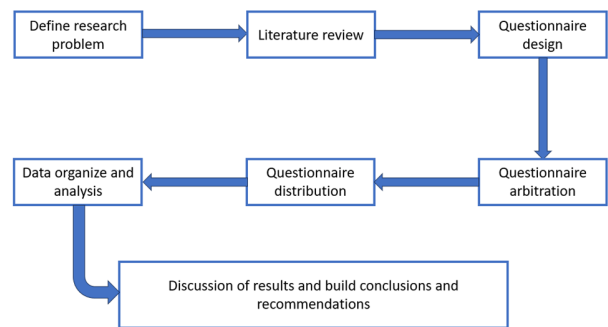 Define research
problem
Literature review
Questionnaire
design
Questionnaire
arbitration
Questionnaire
distribution
Data organize and
analysis
Discussion of results and build conclusions and
recommendations